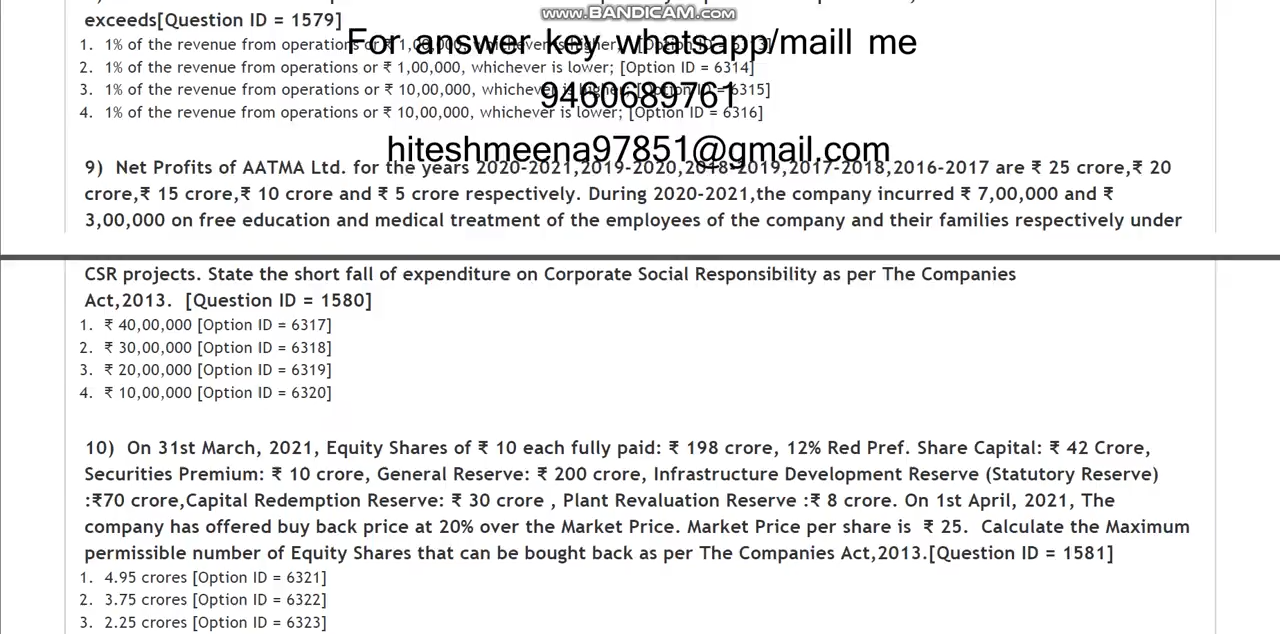 www.BANDICAM.com
exceeds[Question ID = 1579]
1. 1% of the revenue from operations or ₹ 1,00,000, whichever is higher; [Option ID = 6313]
For answer key whatsapp/maill me
2. 1% of the revenue from operations or ₹ 1,00,000, whichever is lower; [Option ID = 6314]
3. 1% of the revenue from operations or ₹ 10,00,000, whichever is higher; [Option ID = 6315]
9460689761
4. 1% of the revenue from operations or ₹ 10,00,000, whichever is lower; [Option ID = 6316]
hiteshmeena97851@gmail.com
9) Net Profits of AATMA Ltd. for the years 2020-2021,2019-2020,2018-2019,2017-2018,2016-2017 are ₹ 25 crore,₹ 20
crore,₹ 15 crore,₹ 10 crore and ₹ 5 crore respectively. During 2020-2021,the company incurred ₹ 7,00,000 and ₹
3,00,000 on free education and medical treatment of the employees of the company and their families respectively under
CSR projects. State the short fall of expenditure on Corporate Social Responsibility as per The Companies
Act,2013. [Question ID = 1580]
1. ₹ 40,00,000 [Option ID = 6317]
2. ₹ 30,00,000 [Option ID = 6318]
3. ₹ 20,00,000 [Option ID = 6319]
4. ₹ 10,00,000 [Option ID = 6320]
10) On 31st March, 2021, Equity Shares of ₹ 10 each fully paid: ₹ 198 crore, 12% Red Pref. Share Capital: ₹ 42 Crore,
Securities Premium: ₹ 10 crore, General Reserve: ₹ 200 crore, Infrastructure Development Reserve (Statutory Reserve)
:₹70 crore,Capital Redemption Reserve: ₹ 30 crore , Plant Revaluation Reserve :₹ 8 crore. On 1st April, 2021, The
company has offered buy back price at 20% over the Market Price. Market Price per share is ₹ 25. Calculate the Maximum
permissible number of Equity Shares that can be bought back as per The Companies Act,2013.[Question ID = 1581]
1. 4.95 crores [Option ID = 6321]
2. 3.75 crores [Option ID = 6322]
3. 2.25 crores [Option ID = 6323]